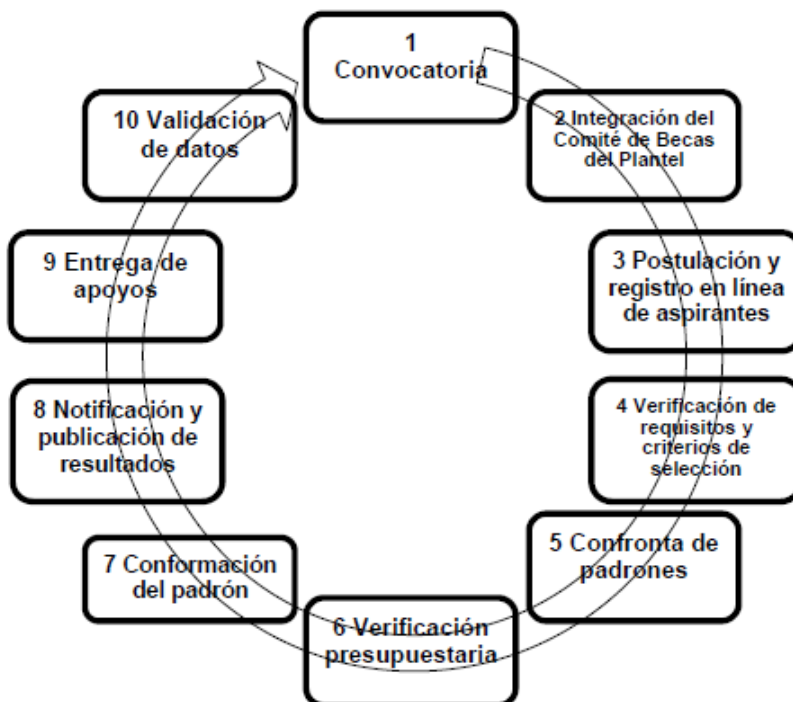 1
Convocatoria
2 Integración del
Comité de Becas
del Plantel
3 Postulación y
registro en línea
de aspirantes
4 Verificación de
requisitos y
criterios de
selección
5 Confronta de
padrones
6 Verificación
presupuestaria
7 Conformación
del padrón
8 Notificación y
publicación de
resultados
9 Entrega de
apoyos
10 Validación
de datos